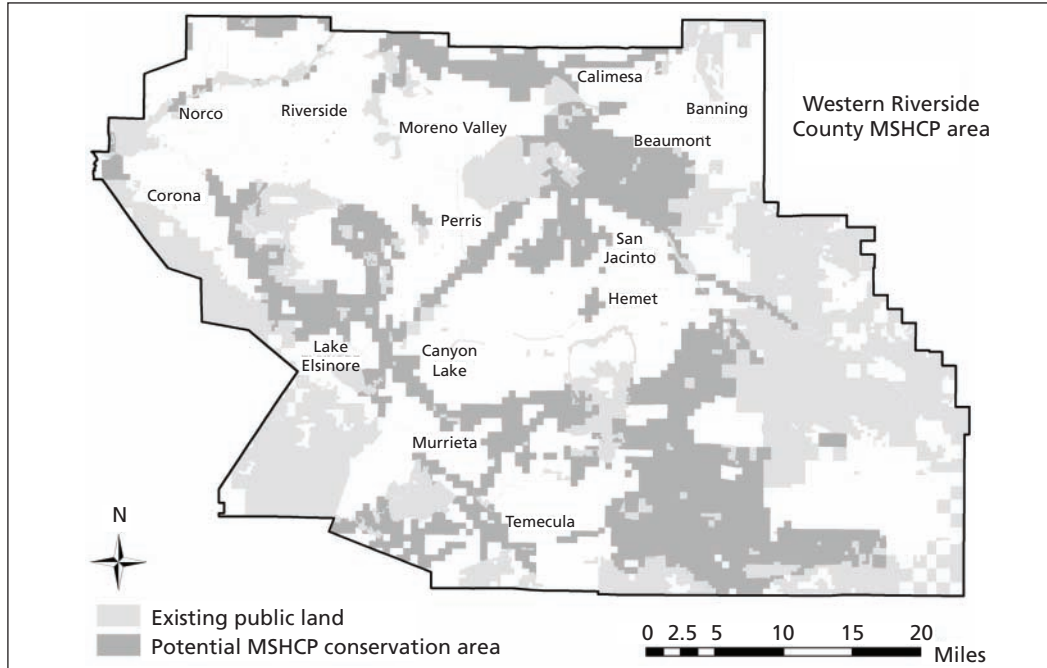 Calimesa
Norco
Riverside
Banning
Western Riverside
County MSHCP area
Moreno Valley
Beaumont
Corona
Perris
San
Jacinto
Hemet
Lake
Elsinore
Canyon
Lake
Murrieta
Temecula
N
Existing public land
Potential MSHCP conservation area
0 2.5 5 10 15 20
Miles